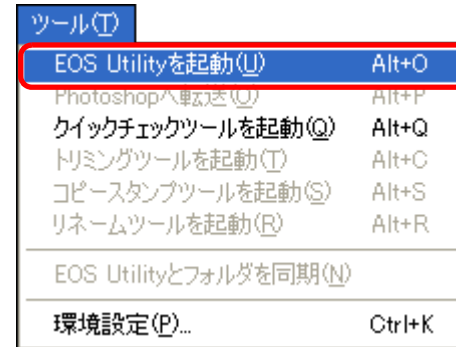 ツール(T)
EOS Utilityを起動(U) Alt+O
Photoshopへ転送(O) Alt+P
クイックチェックツールを起動(Q) Alt+Q
トリミングツールを起動(T) Alt+C
コピースタンプツールを起動(S) Alt+S
リネームツールを起動(R) Alt+R
EOS Utilityとフォルダを同期(N)
環境設定(P)... Ctrl+K